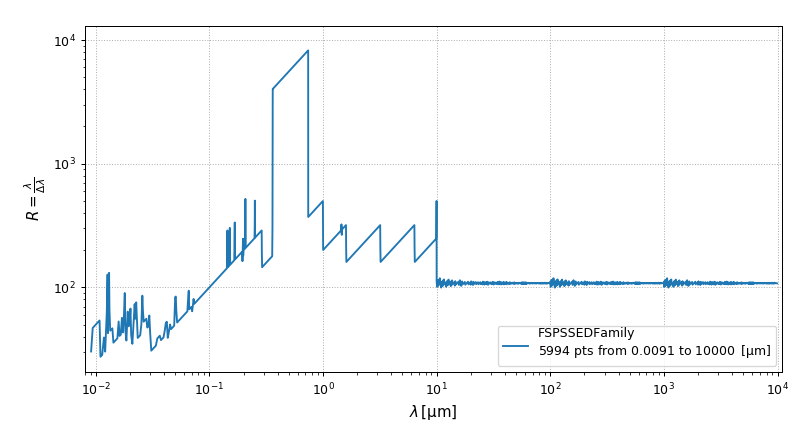 10⁴
10³
10²
R = λ/Δλ
10⁻² 10⁻¹ 10⁰ 10¹ 10² 10³ 10⁴
λ [μm]
FSPSSEDFamily
5994 pts from 0.0091 to 10000 [μm]